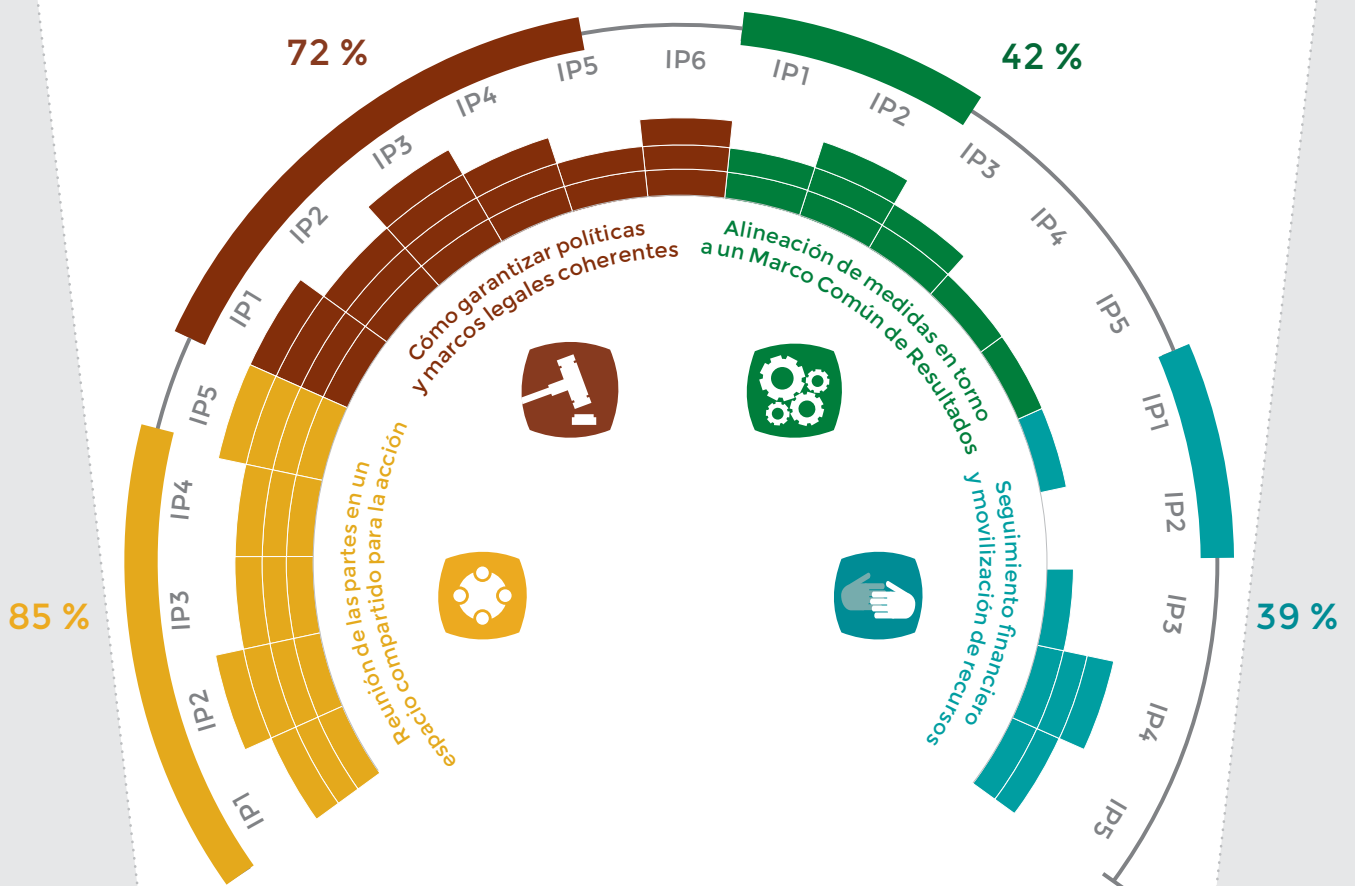 85 %
IP1
IP2
IP3
IP4
IP5
Reunión de las partes en un
espacio compartido para la acción
72 %
IP1
IP2
IP3
IP4
IP5
IP6
Cómo garantizar políticas
y marcos legales coherentes
42 %
IP1
IP2
IP3
IP4
IP5
Alineación de medidas en torno
a un Marco Común de Resultados
39 %
IP1
IP2
IP3
IP4
IP5
Seguimiento financiero
y movilización de recursos